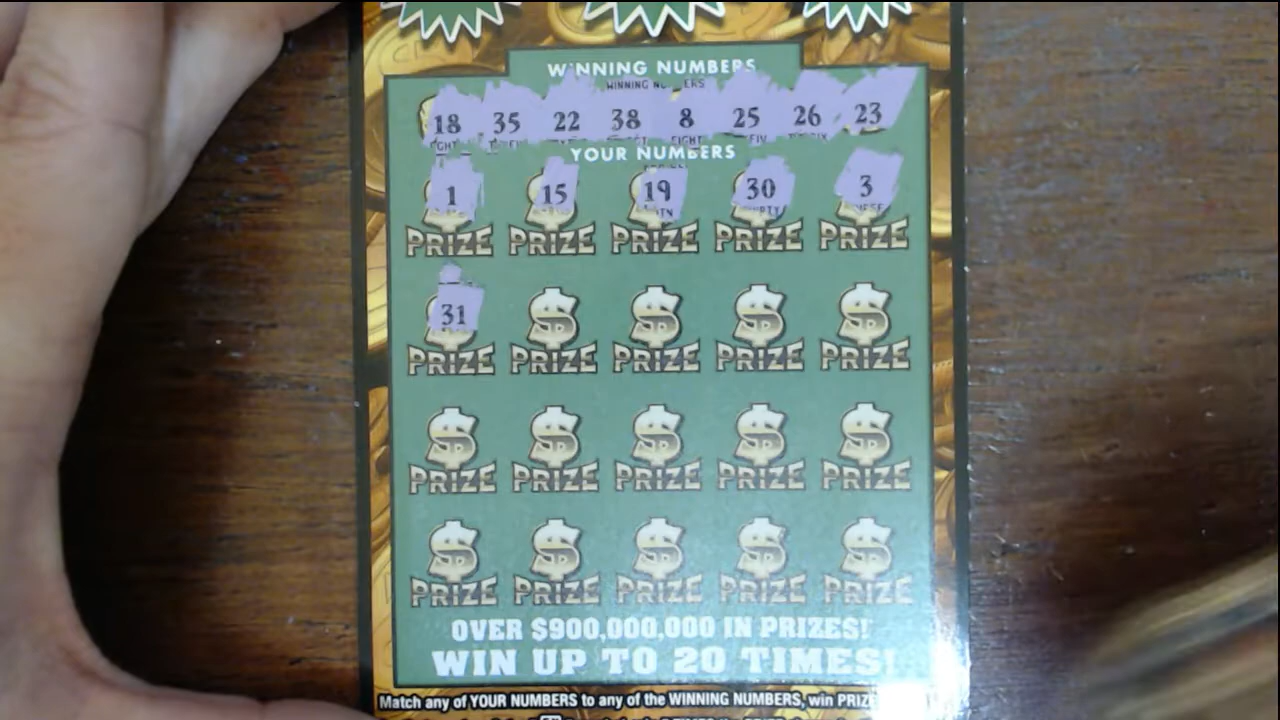 WINNING NUMBERS
WINNING
18 35 22 38 8 25 26 23
EIGHT
YOUR NUMBERS
1 15 19 30 3
PRIZE PRIZE PRIZE PRIZE PRIZE
31
PRIZE PRIZE PRIZE PRIZE PRIZE
PRIZE PRIZE PRIZE PRIZE PRIZE
PRIZE PRIZE PRIZE PRIZE PRIZE
OVER $900,000,000 IN PRIZES!
WIN UP TO 20 TIMES!
Match any of YOUR NUMBERS to any of the WINNING NUMBERS, win PRIZE